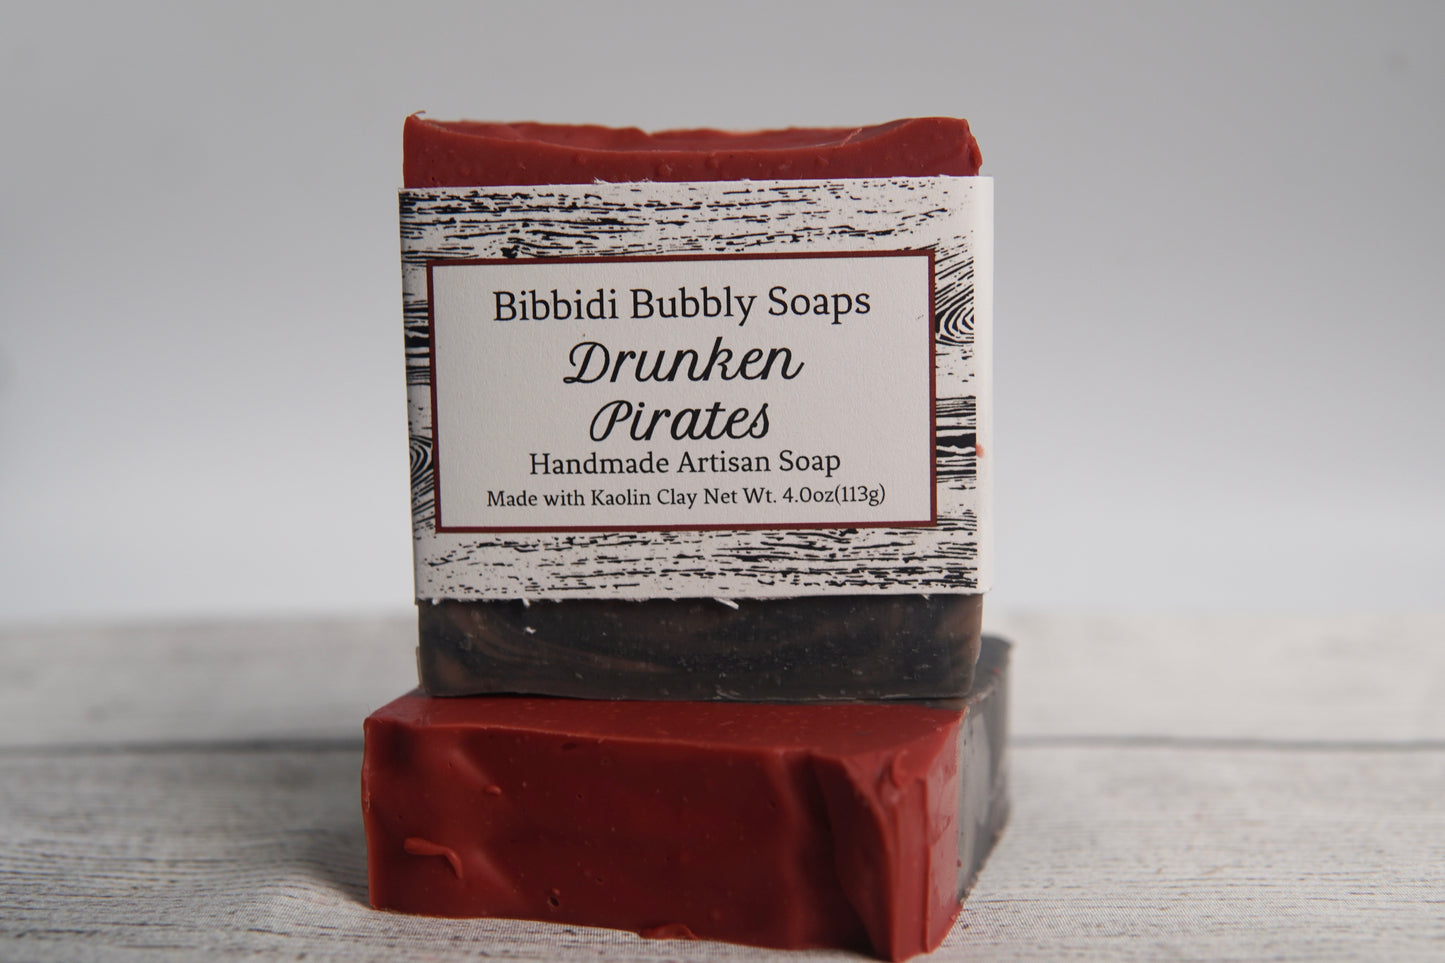 Bibbidi Bubbly Soaps
Drunken
Pirates
Handmade Artisan Soap
Made with Kaolin Clay Net Wt. 4.0oz(113g)